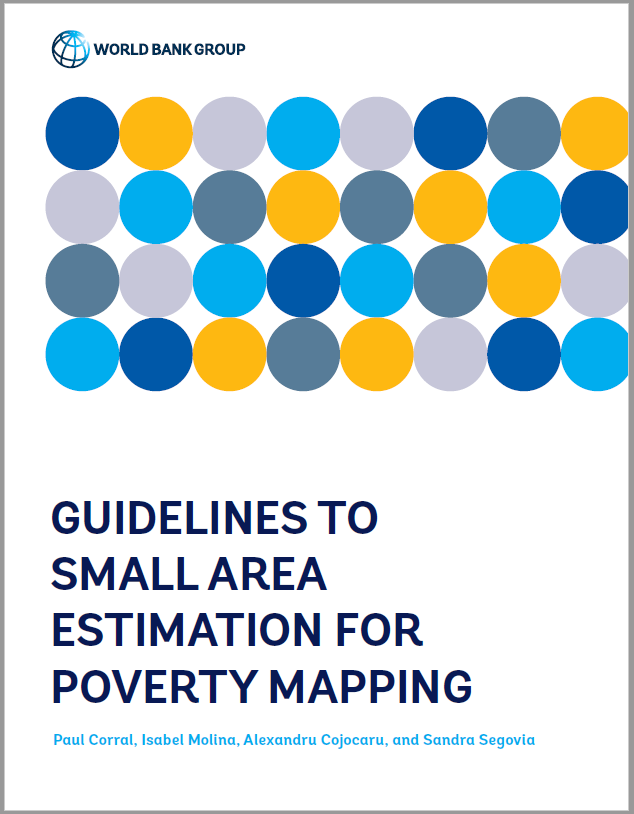 WORLD BANK GROUP
GUIDELINES TO
SMALL AREA
ESTIMATION FOR
POVERTY MAPPING
Paul Corral, Isabel Molina, Alexandru Cojocaru, and Sandra Segovia